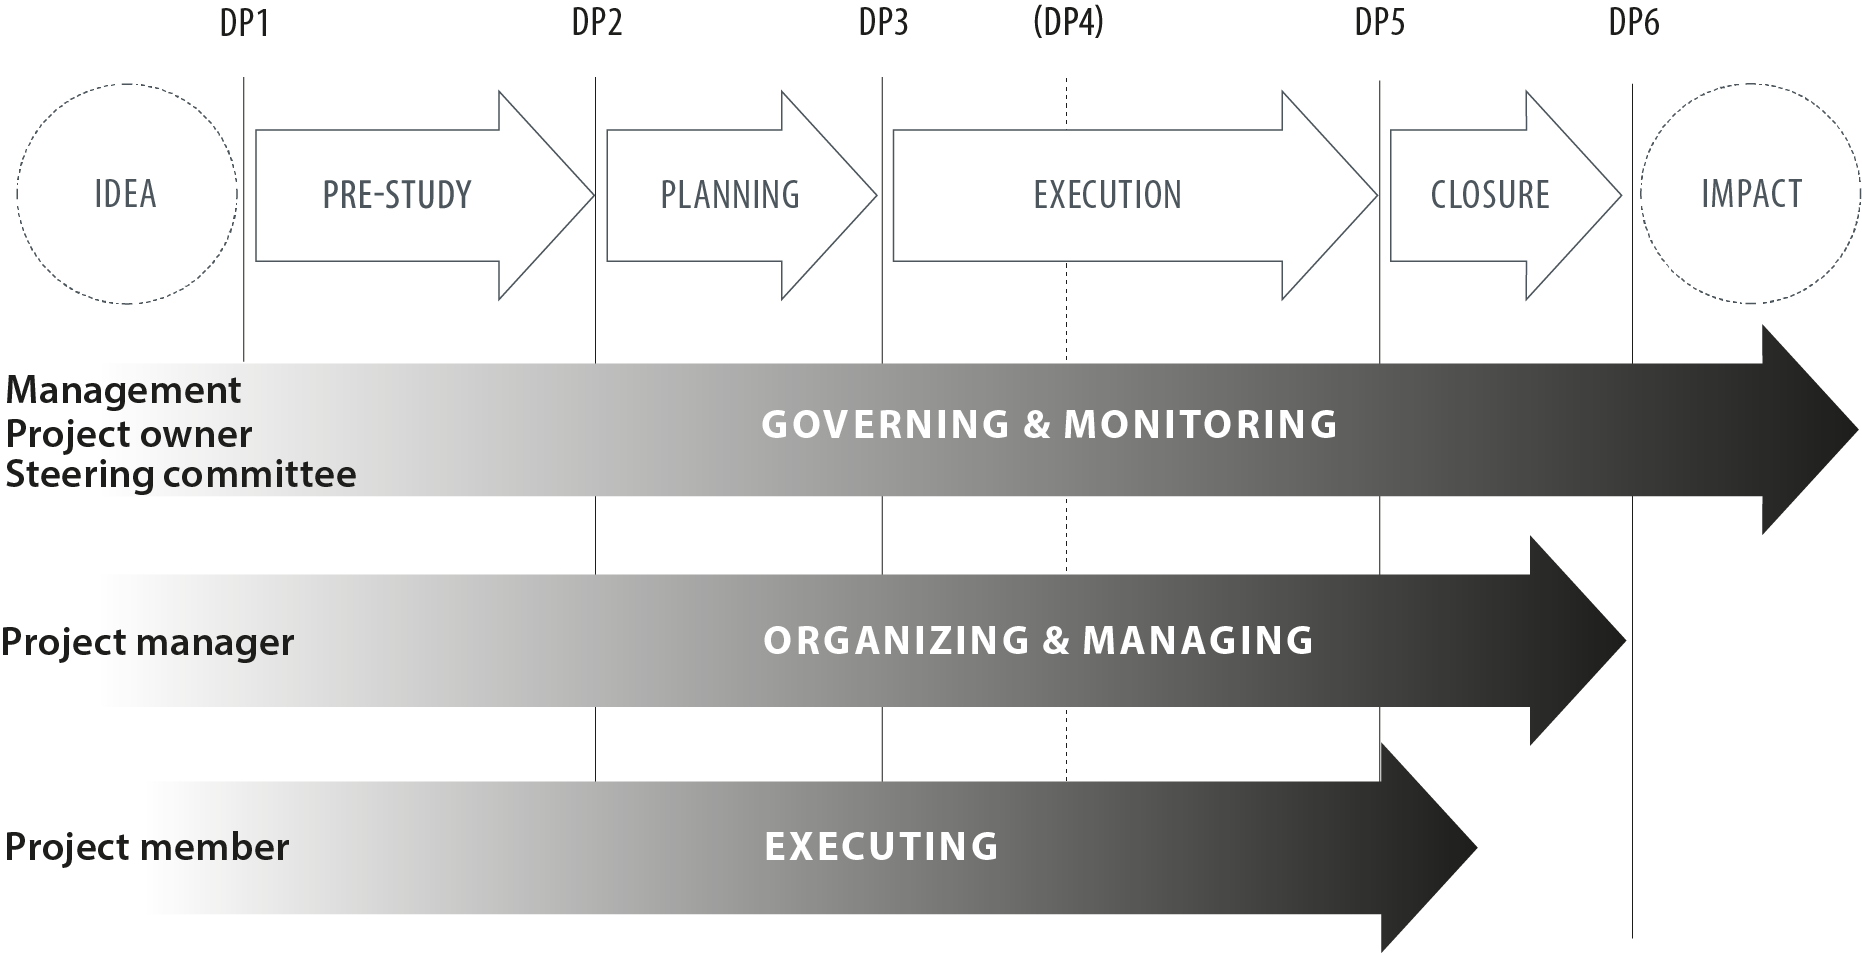 DP1 DP2 DP3 (DP4) DP5 DP6
IDEA PRE-STUDY PLANNING EXECUTION CLOSURE IMPACT
Management
Project owner
Steering committee
GOVERNING & MONITORING
Project manager
ORGANIZING & MANAGING
Project member
EXECUTING